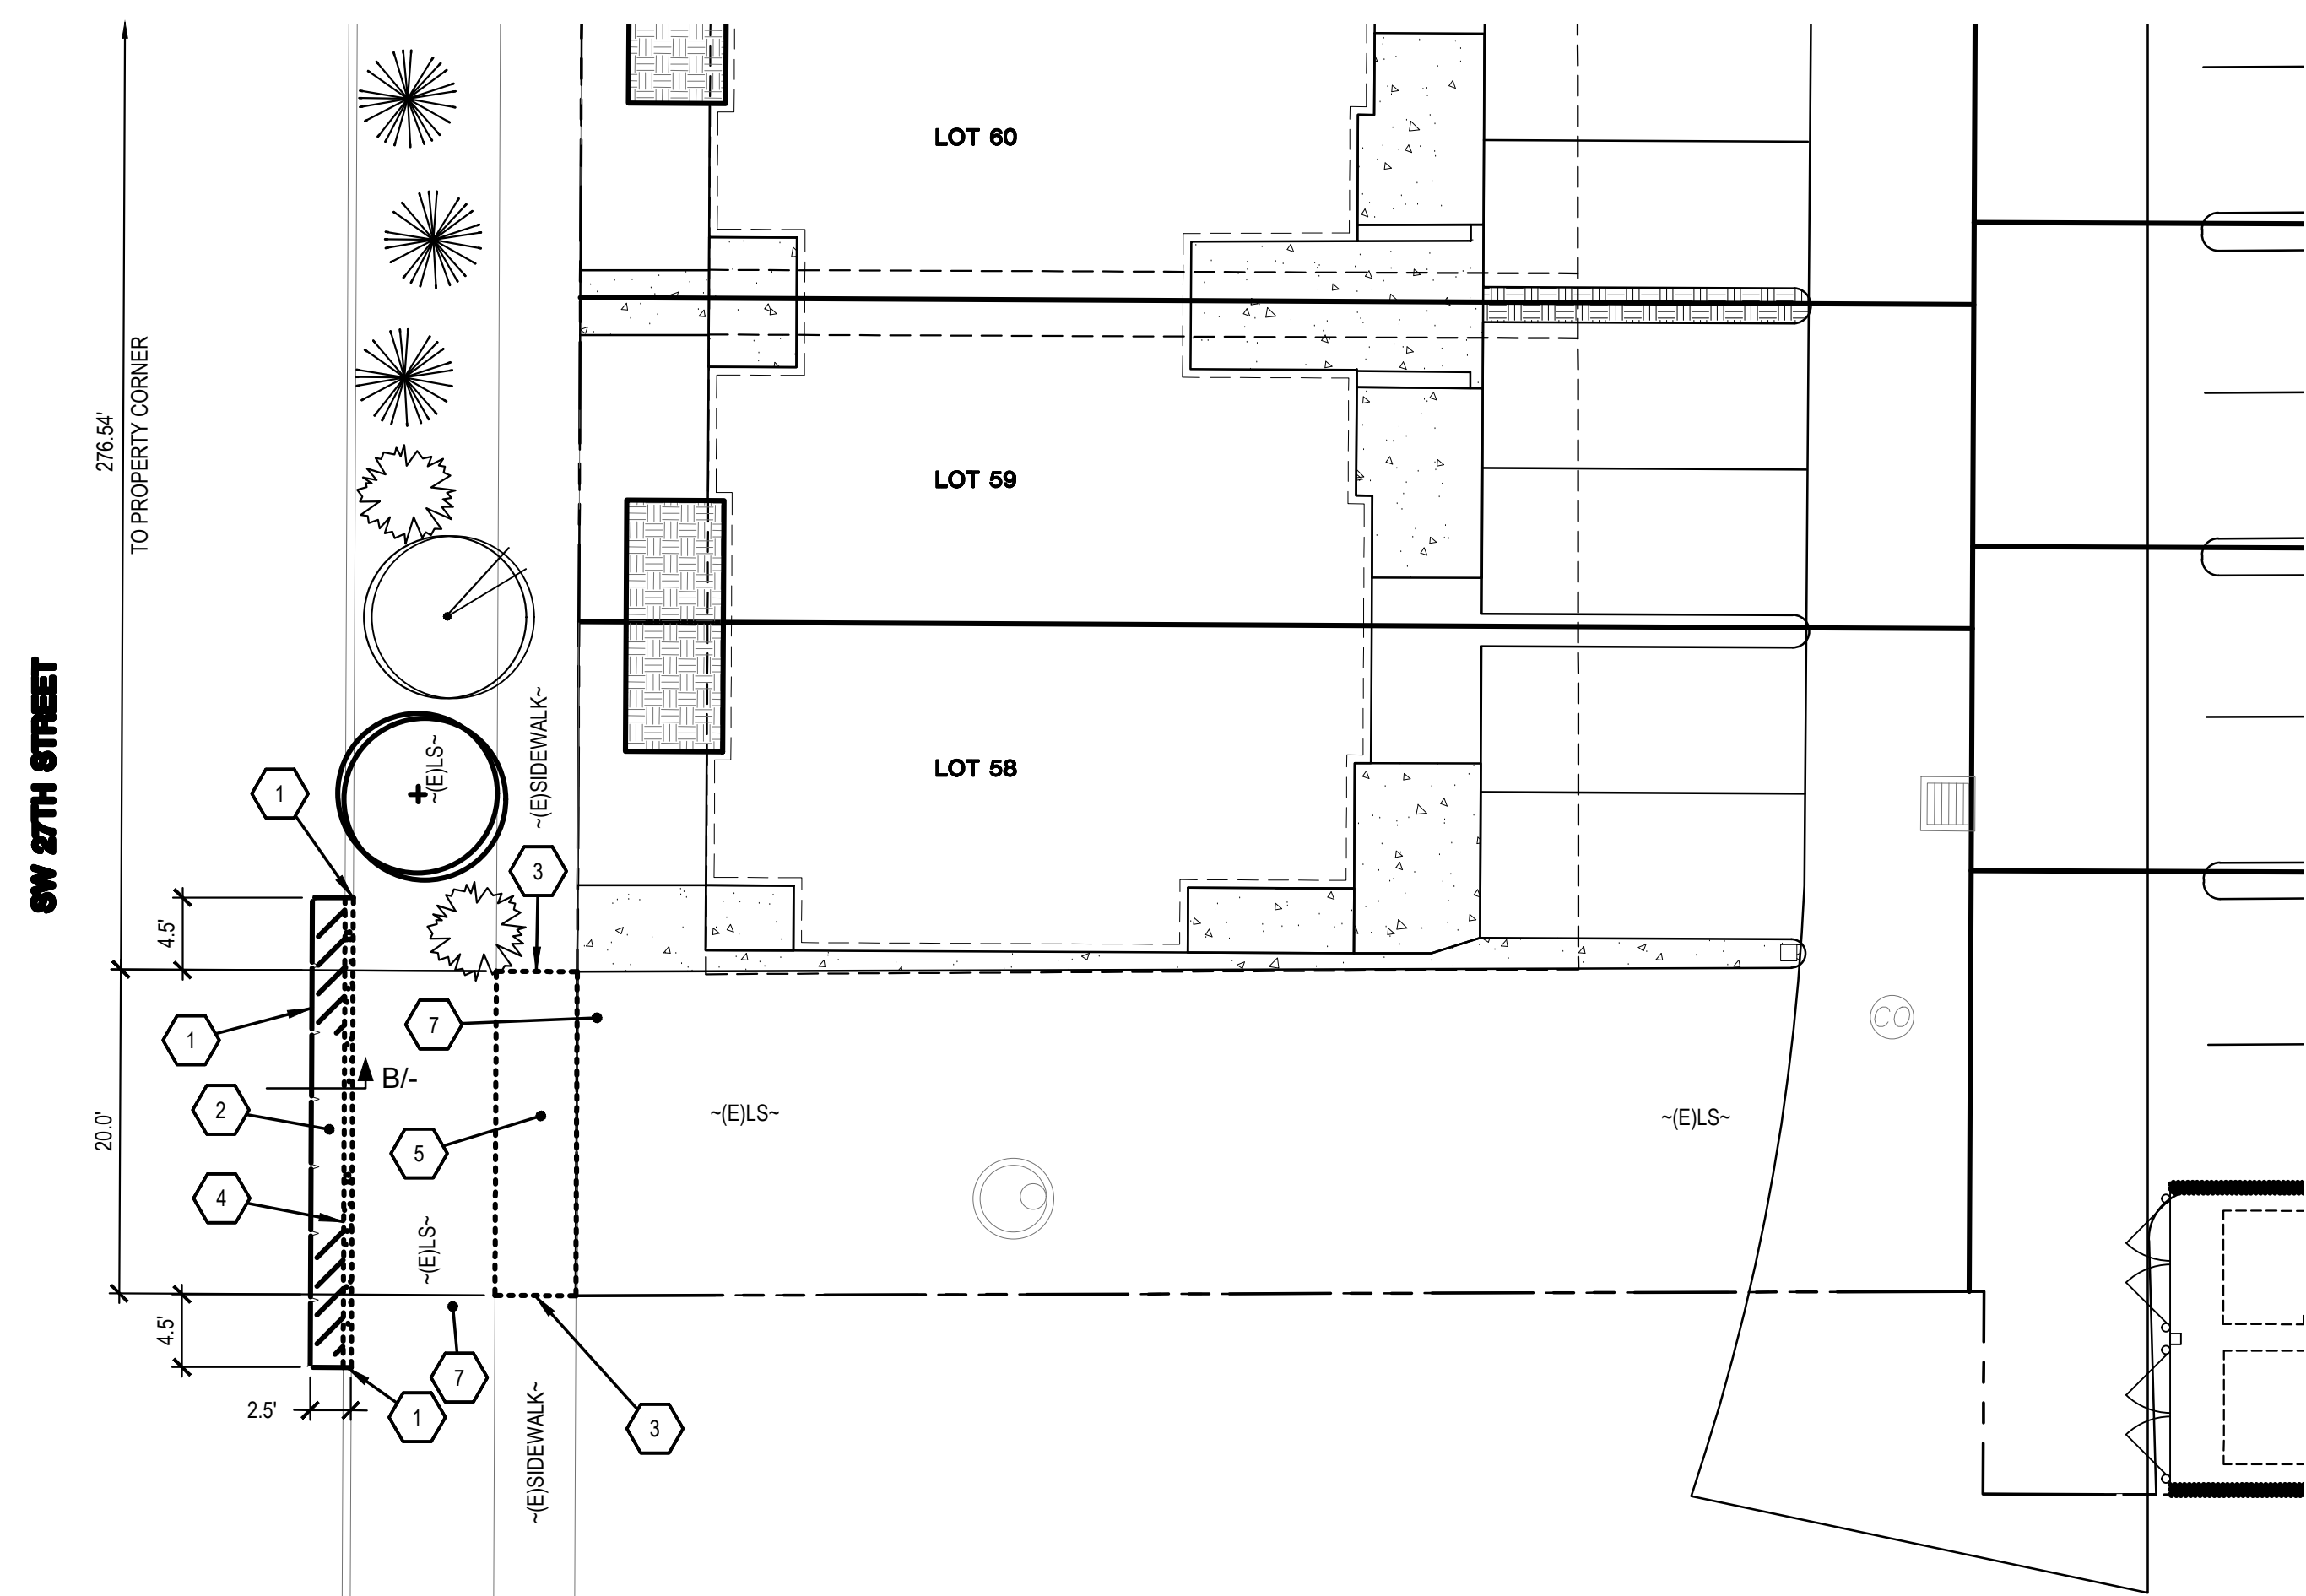 LOT 60
276.54'
TO PROPERTY CORNER
LOT 59
SW 27TH STREET
~(E)SIDEWALK~
~(E)LS~
LOT 58
1
3
4.5'
7
1
CO
B/-
2
~(E)LS~
~(E)LS~
20.0'
5
4
~(E)LS~
4.5'
7
2.5'
1
3
~(E)SIDEWALK~